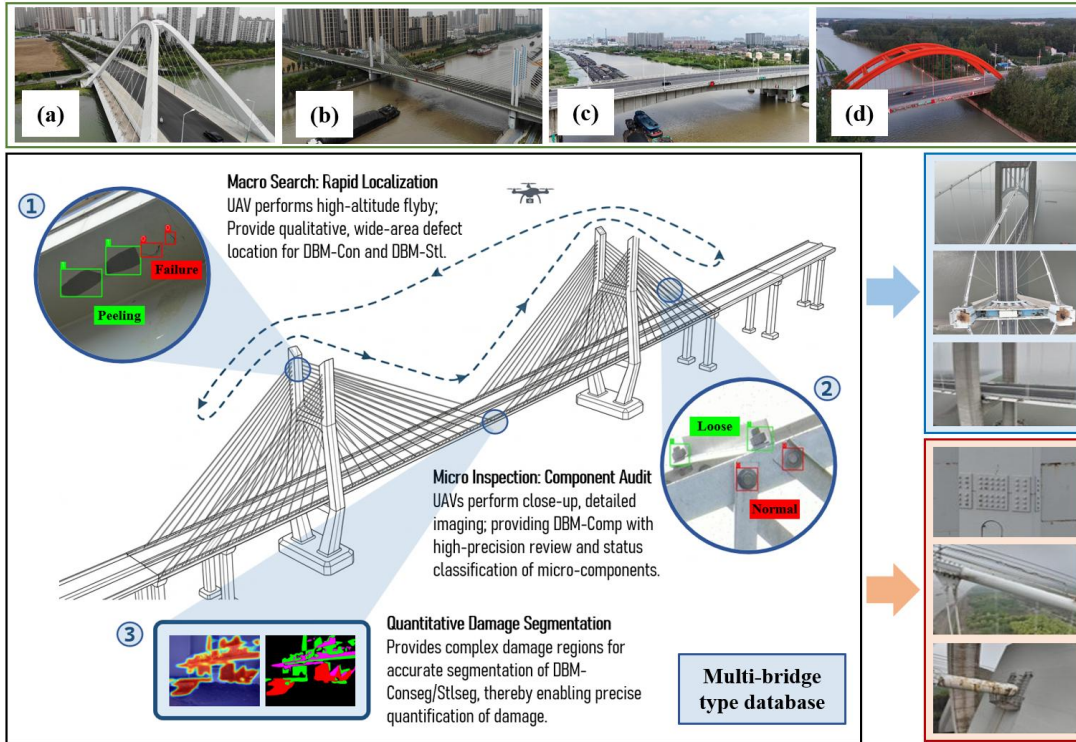 (a)
(b)
(c)
(d)
1
Macro Search: Rapid Localization
UAV performs high-altitude flyby;
Provide qualitative, wide-area defect
location for DBM-Con and DBM-Stl.
Failure
Peeling
2
Loose
Normal
Micro Inspection: Component Audit
UAVs perform close-up, detailed
imaging; providing DBM-Comp with
high-precision review and status
classification of micro-components.
3
Quantitative Damage Segmentation
Provides complex damage regions for
accurate segmentation of DBM-
Conseg/Stlseg, thereby enabling precise
quantification of damage.
Multi-bridge
type database